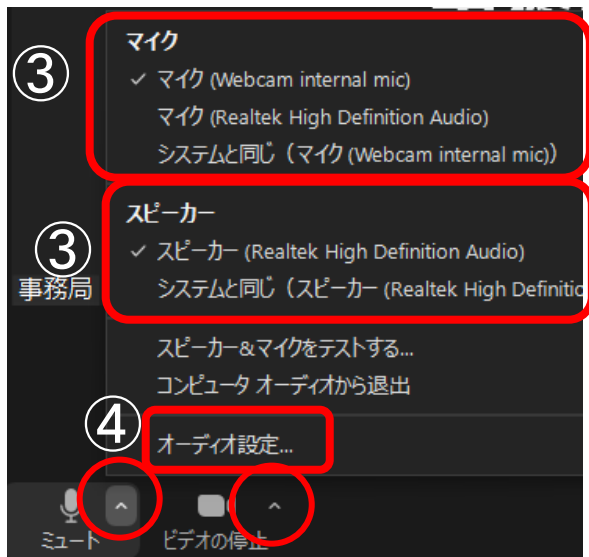 ③
マイク
✓ マイク (Webcam internal mic)
マイク (Realtek High Definition Audio)
システムと同じ（マイク (Webcam internal mic)）
③
スピーカー
✓ スピーカー (Realtek High Definition Audio)
事務局
システムと同じ（スピーカー (Realtek High Definitio
スピーカー&マイクをテストする...
コンピュータ オーディオから退出
④
オーディオ設定...
ミュート
ビデオの停止